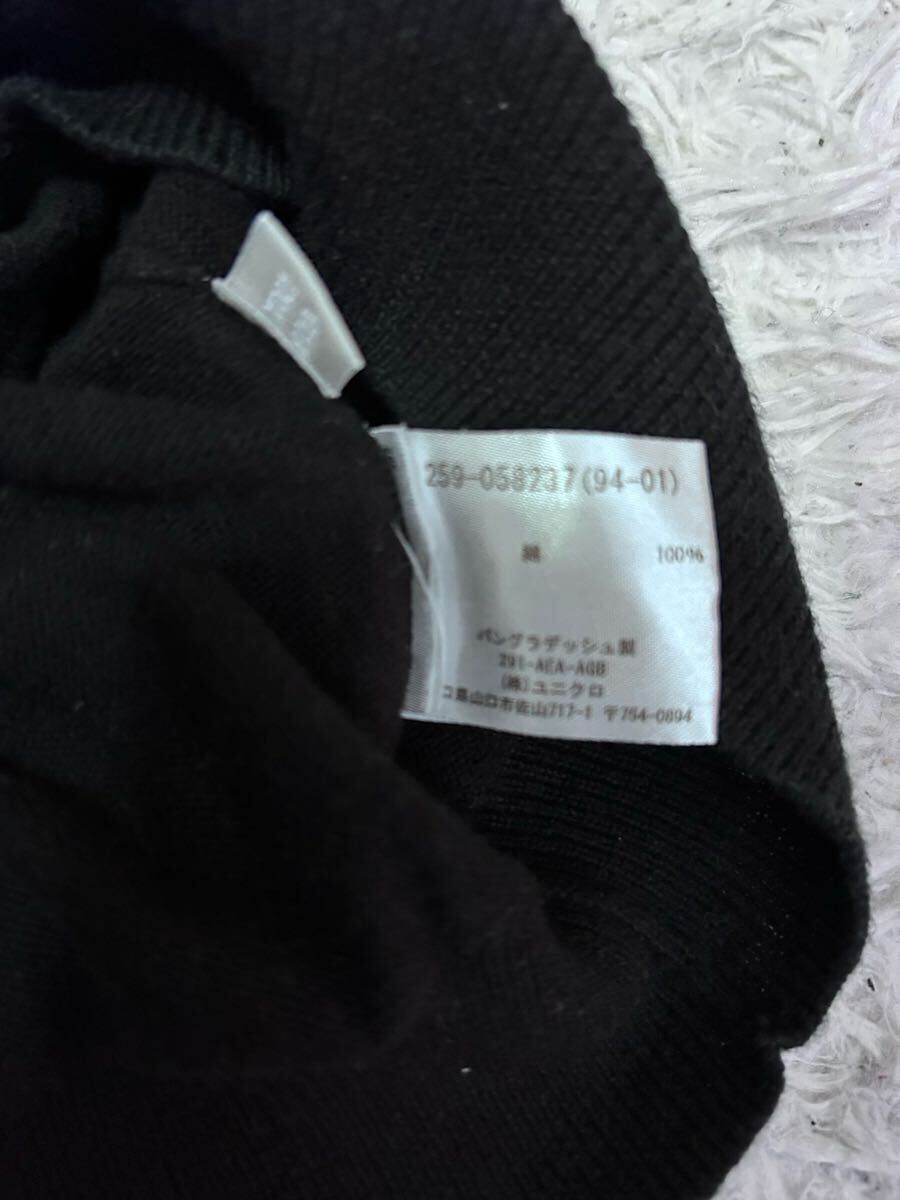 259-058237(94-01)
綿 100%
バングラデッシュ製
291-AEA-AGB
(株)ユニクロ
山口市佐山717-1 〒754-0894